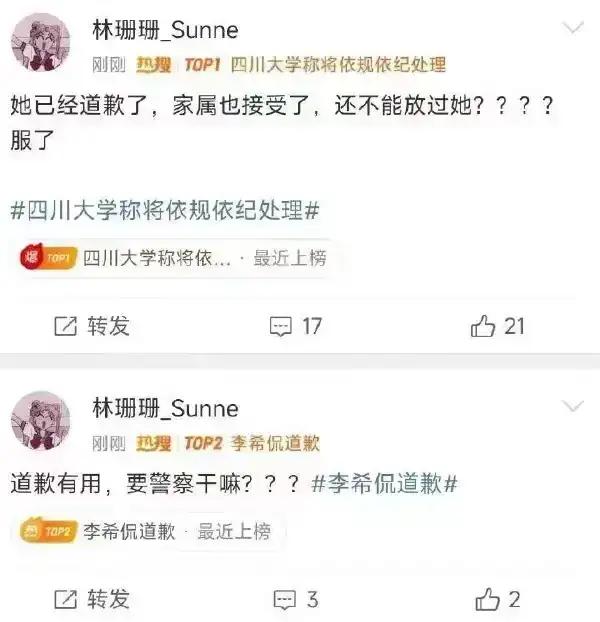 林珊珊_Sunne
刚刚 热搜 TOP1 四川大学称将依规依纪处理
她已经道歉了，家属也接受了，还不能放过她？？？？
服了
#四川大学称将依规依纪处理#
爆 TOP1 四川大学称将依... · 最近上榜
转发 17 21
林珊珊_Sunne
刚刚 热搜 TOP2 李希侃道歉
道歉有用，要警察干嘛？？？#李希侃道歉#
TOP2 李希侃道歉 · 最近上榜
转发 3 2